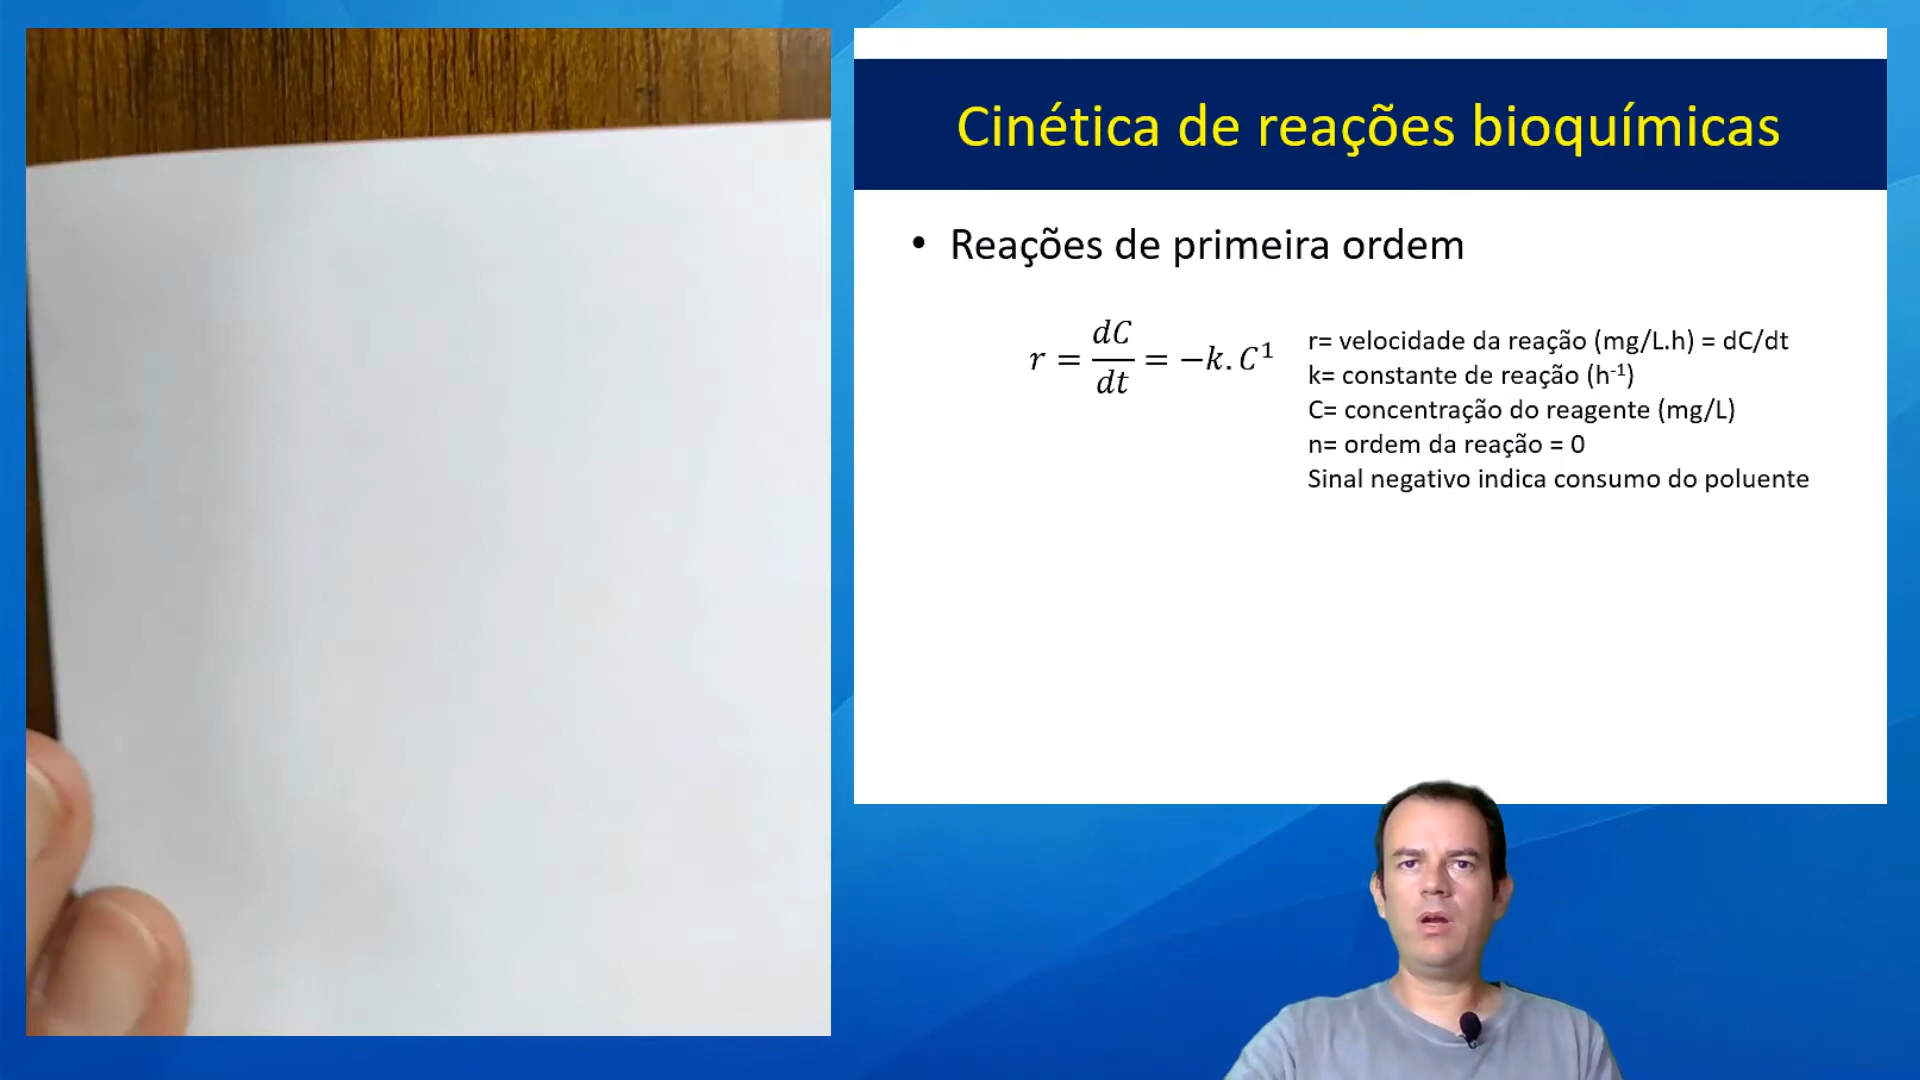 Cinética de reações bioquímicas
• Reações de primeira ordem
r = dC/dt = −k. C¹
r= velocidade da reação (mg/L.h) = dC/dt
k= constante de reação (h⁻¹)
C= concentração do reagente (mg/L)
n= ordem da reação = 0
Sinal negativo indica consumo do poluente